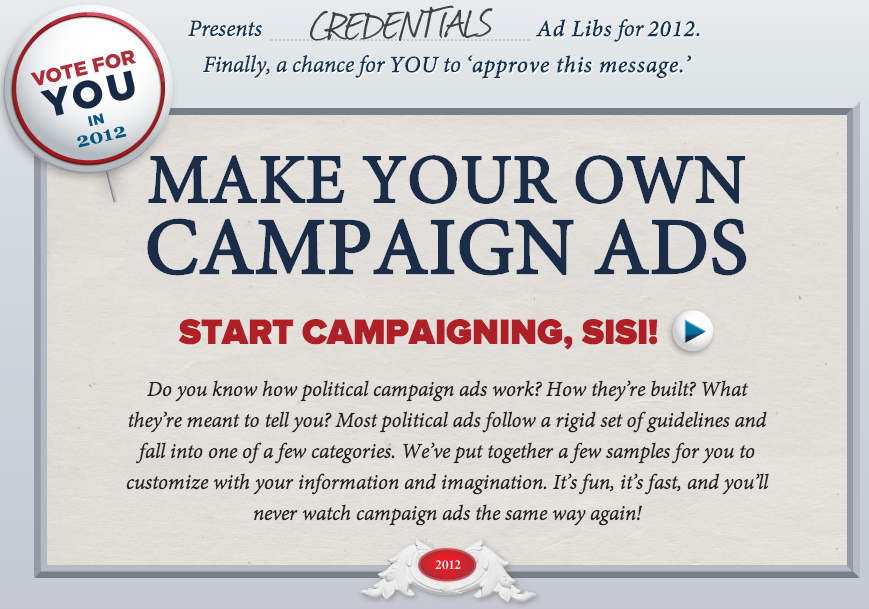 Presents CREDENTIALS Ad Libs for 2012.
Finally, a chance for YOU to ‘approve this message.’
VOTE FOR
YOU
IN
2012
MAKE YOUR OWN
CAMPAIGN ADS
START CAMPAIGNING, SISI!
Do you know how political campaign ads work? How they’re built? What
they’re meant to tell you? Most political ads follow a rigid set of guidelines and
fall into one of a few categories. We’ve put together a few samples for you to
customize with your information and imagination. It’s fun, it’s fast, and you’ll
never watch campaign ads the same way again!
2012